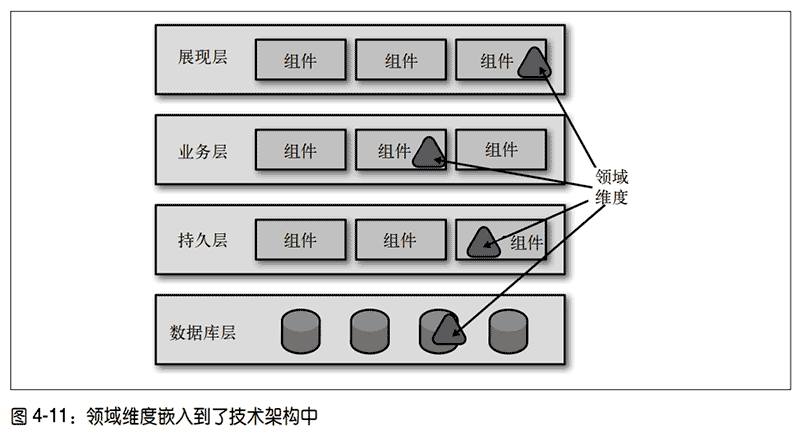 展现层 组件 组件 组件
业务层 组件 组件 组件
领域
维度
持久层 组件 组件 组件
数据库层
图 4-11：领域维度嵌入到了技术架构中